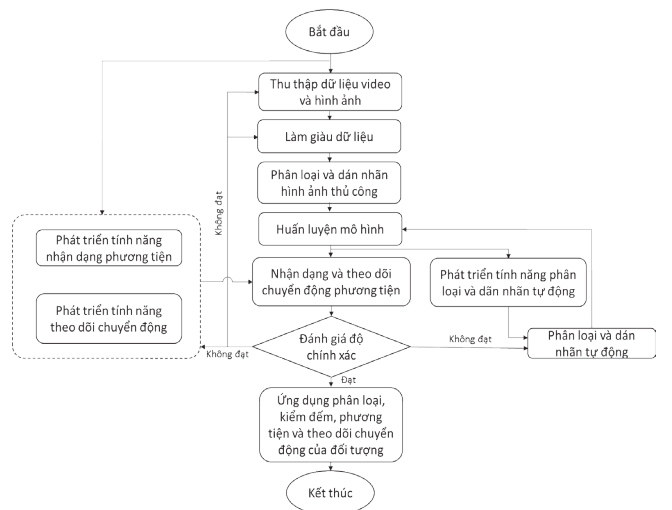 Bắt đầu
Thu thập dữ liệu video
và hình ảnh
Làm giàu dữ liệu
Phân loại và dán nhãn
hình ảnh thủ công
Không đạt
Huấn luyện mô hình
Phát triển tính năng
nhận dạng phương tiện
Phát triển tính năng
theo dõi chuyển động
Nhận dạng và theo dõi
chuyển động phương tiện
Phát triển tính năng phân
loại và dãn nhãn tự động
Không đạt
Đánh giá độ
chính xác
Không đạt
Phân loại và dán
nhãn tự động
Đạt
Ứng dụng phân loại,
kiểm đếm, phương
tiện và theo dõi chuyển
động của đối tượng
Kết thúc